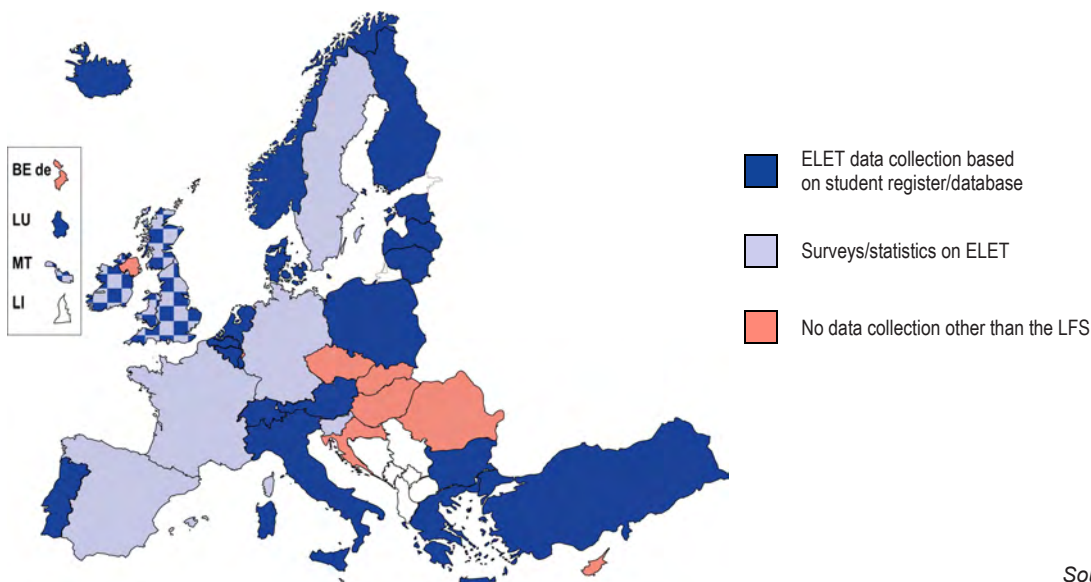 BE de
LU
MT
LI
ELET data collection based
on student register/database
Surveys/statistics on ELET
No data collection other than the LFS